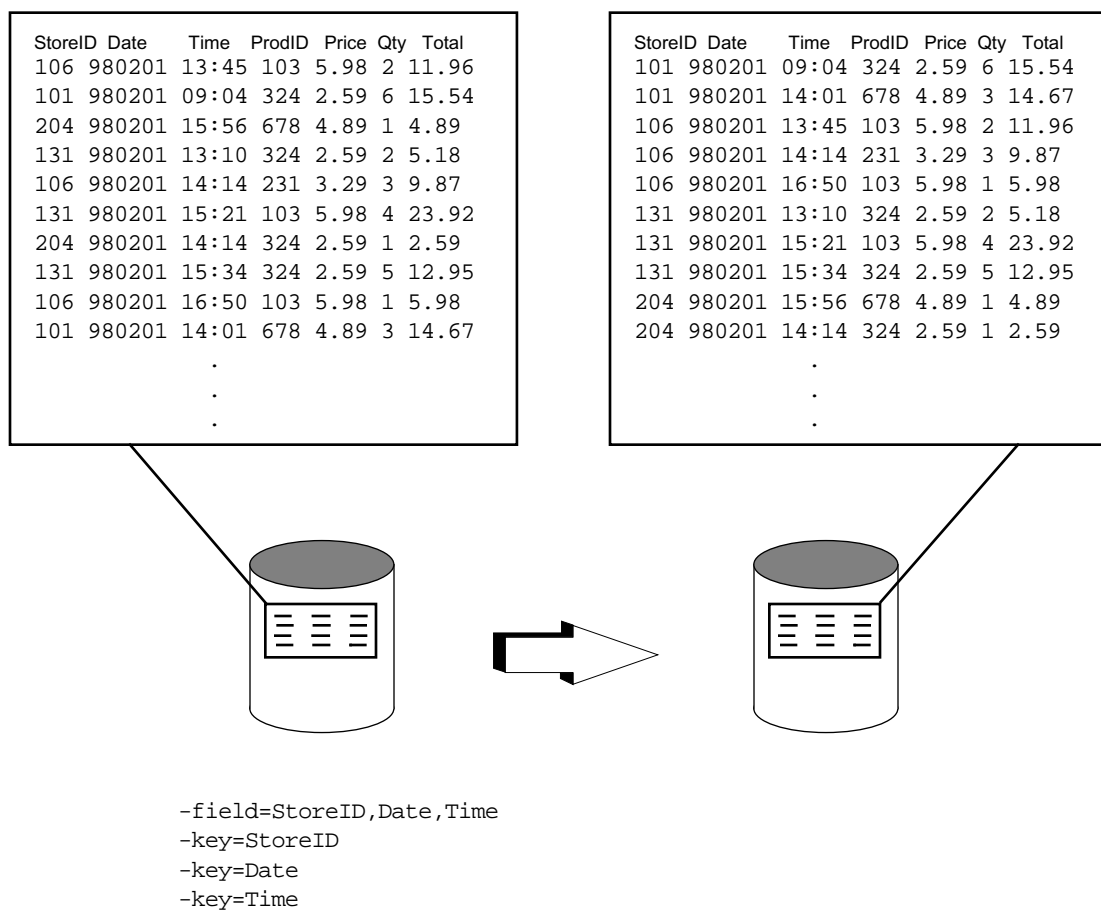 StoreID Date Time ProdID Price Qty Total
106 980201 13:45 103 5.98 2 11.96
101 980201 09:04 324 2.59 6 15.54
204 980201 15:56 678 4.89 1 4.89
131 980201 13:10 324 2.59 2 5.18
106 980201 14:14 231 3.29 3 9.87
131 980201 15:21 103 5.98 4 23.92
204 980201 14:14 324 2.59 1 2.59
131 980201 15:34 324 2.59 5 12.95
106 980201 16:50 103 5.98 1 5.98
101 980201 14:01 678 4.89 3 14.67
.
.
.
StoreID Date Time ProdID Price Qty Total
101 980201 09:04 324 2.59 6 15.54
101 980201 14:01 678 4.89 3 14.67
106 980201 13:45 103 5.98 2 11.96
106 980201 14:14 231 3.29 3 9.87
106 980201 16:50 103 5.98 1 5.98
131 980201 13:10 324 2.59 2 5.18
131 980201 15:21 103 5.98 4 23.92
131 980201 15:34 324 2.59 5 12.95
204 980201 15:56 678 4.89 1 4.89
204 980201 14:14 324 2.59 1 2.59
.
.
.
-field=StoreID,Date,Time
-key=StoreID
-key=Date
-key=Time